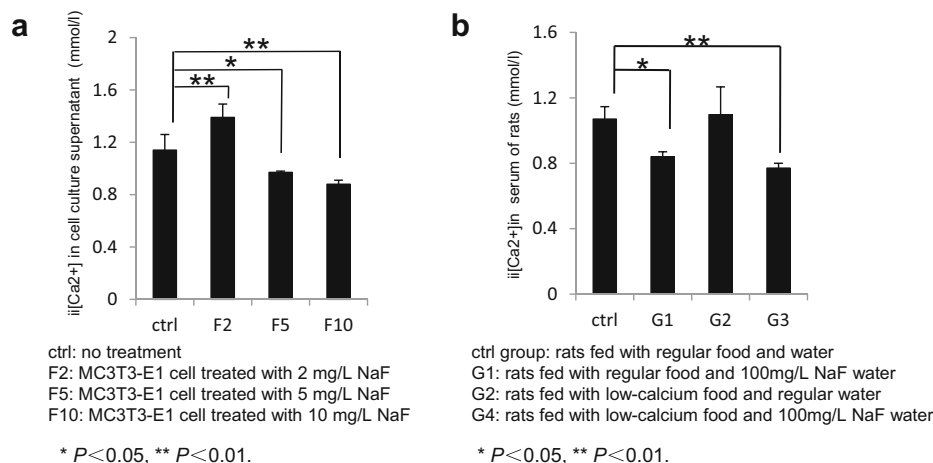 a
ii[Ca2+] in cell culture supernatant (mmol/l)
2
1.6
1.2
0.8
0.4
0
**
*
**
ctrl F2 F5 F10
ctrl: no treatment
F2: MC3T3-E1 cell treated with 2 mg/L NaF
F5: MC3T3-E1 cell treated with 5 mg/L NaF
F10: MC3T3-E1 cell treated with 10 mg/L NaF
* P<0.05, ** P<0.01.
b
ii[Ca2+]in serum of rats (mmol/l)
1.6
1.2
0.8
0.4
0
**
*
ctrl G1 G2 G3
ctrl group: rats fed with regular food and water
G1: rats fed with regular food and 100mg/L NaF water
G2: rats fed with low-calcium food and regular water
G4: rats fed with low-calcium food and 100mg/L NaF water
* P<0.05, ** P<0.01.